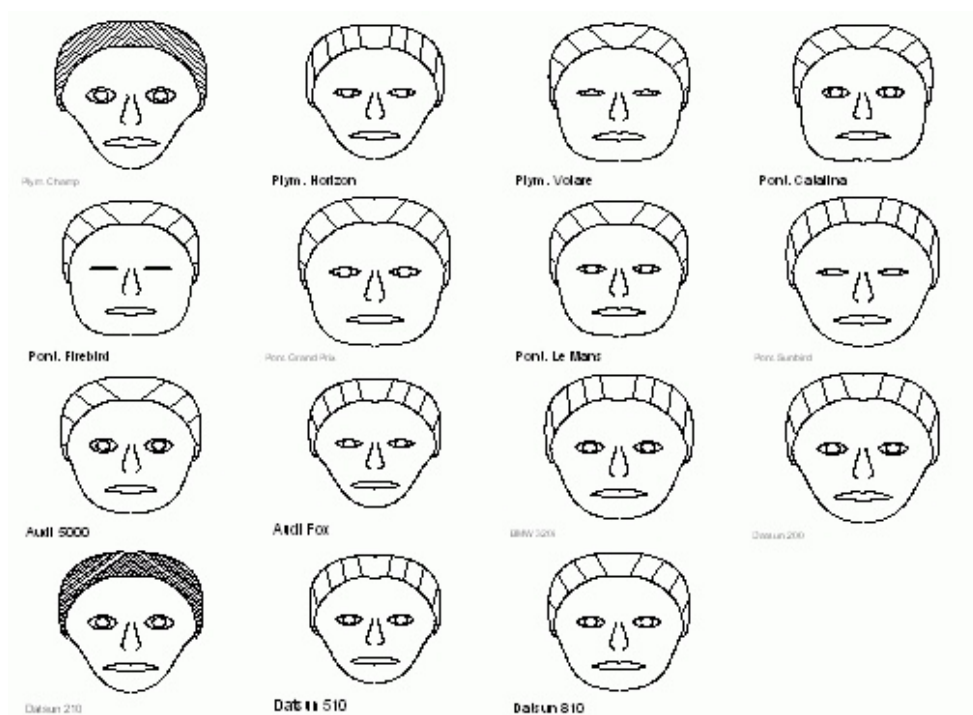 Plym. Champ
Plym. Horizon
Plym. Volare
Pont. Catalina
Pont. Firebird
Pont. Grand Prix
Pont. Le Mans
Pont. Sunbird
Audi 5000
Audi Fox
BMW 320i
Datsun 200
Datsun 210
Datsun 510
Datsun 810